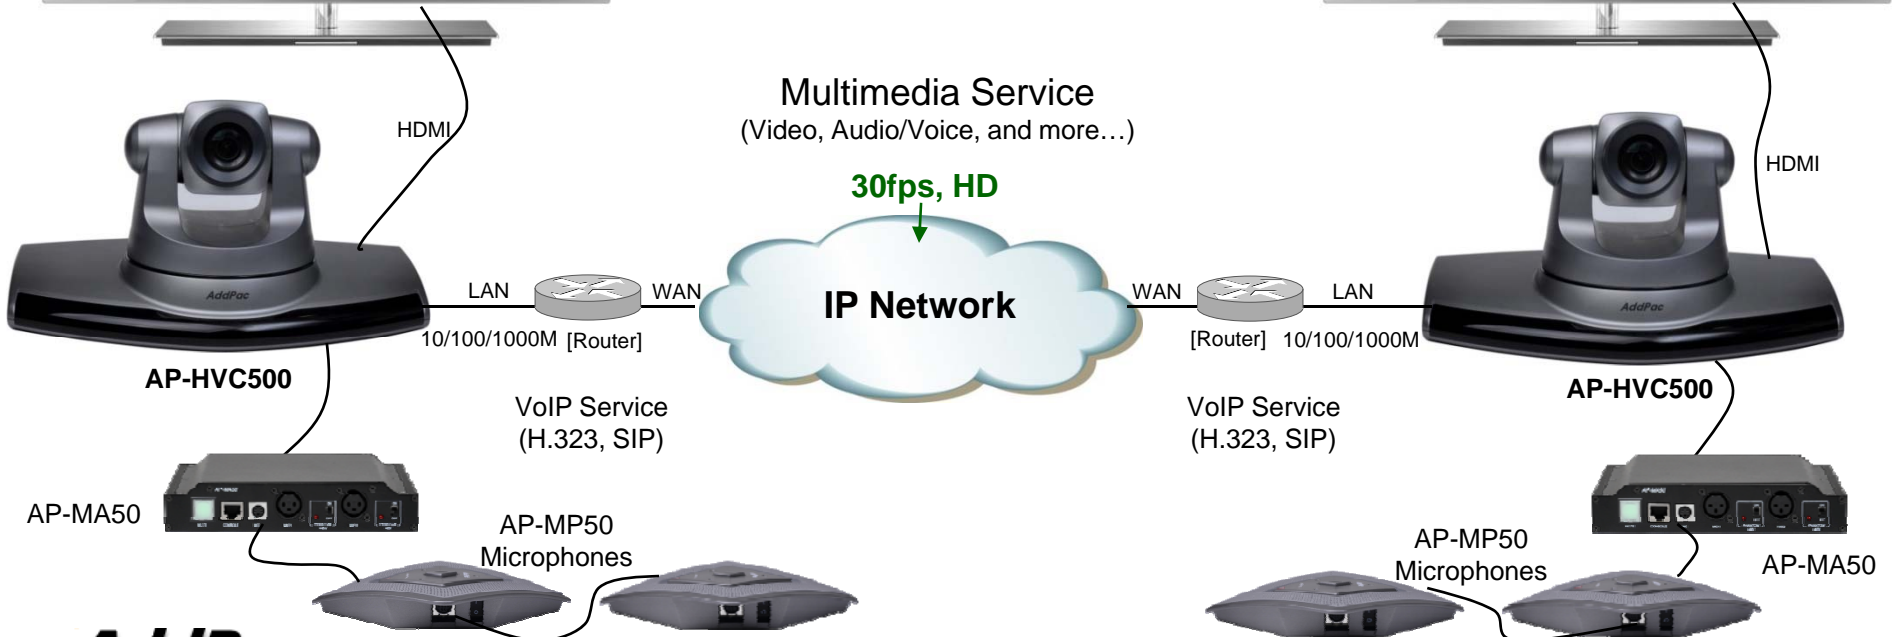 Multimedia Service
(Video, Audio/Voice, and more…)
30fps, HD
HDMI
HDMI
AddPac
LAN
WAN
IP Network
WAN
LAN
AddPac
10/100/1000M
[Router]
[Router]
10/100/1000M
AP-HVC500
AP-HVC500
VoIP Service
(H.323, SIP)
VoIP Service
(H.323, SIP)
AP-MA50
AP-MP50
Microphones
AP-MP50
Microphones
AP-MA50